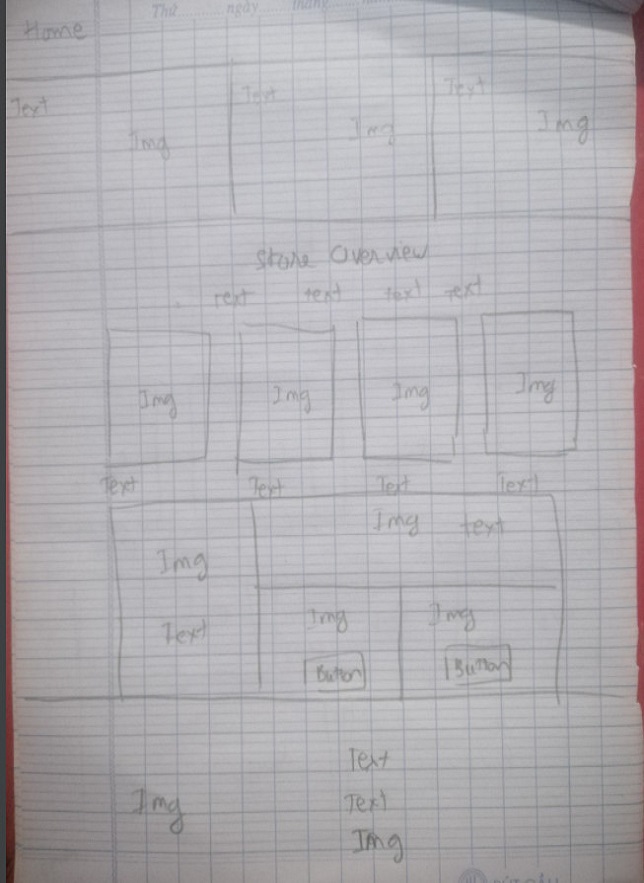 Thứ ngày tháng
Home
Text Text Text
Img Img Img
Store Overview
text text text text
Img Img Img Img
Text Text Text Text
Img text
Img
Img Img
Text
Button Button
Text
Img Text
Img